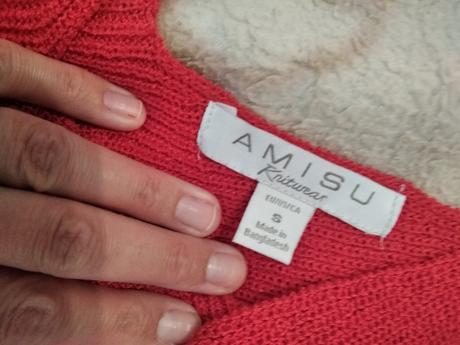 AMISU
Knitwear
EU/US/CA
S
Made in
Bangladesh